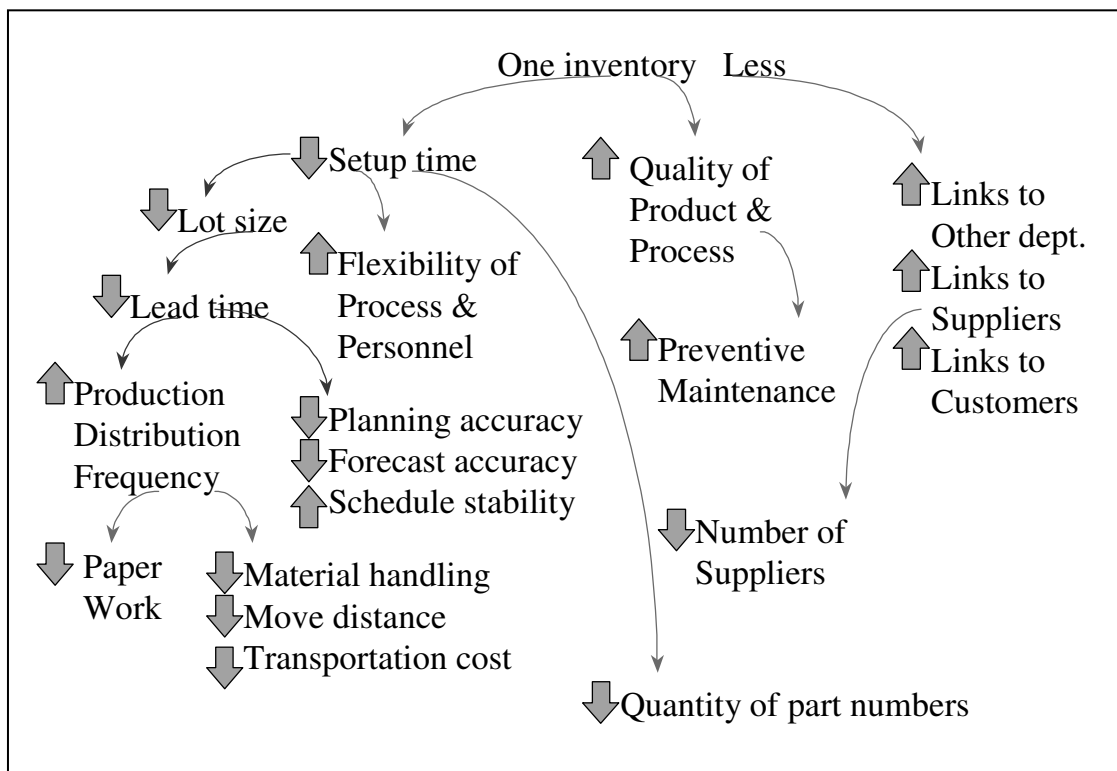 One inventory Less
Setup time
Lot size
Lead time
Flexibility of
Process &
Personnel
Production
Distribution
Frequency
Planning accuracy
Forecast accuracy
Schedule stability
Paper
Work
Material handling
Move distance
Transportation cost
Quality of
Product &
Process
Preventive
Maintenance
Links to
Other dept.
Links to
Suppliers
Links to
Customers
Number of
Suppliers
Quantity of part numbers